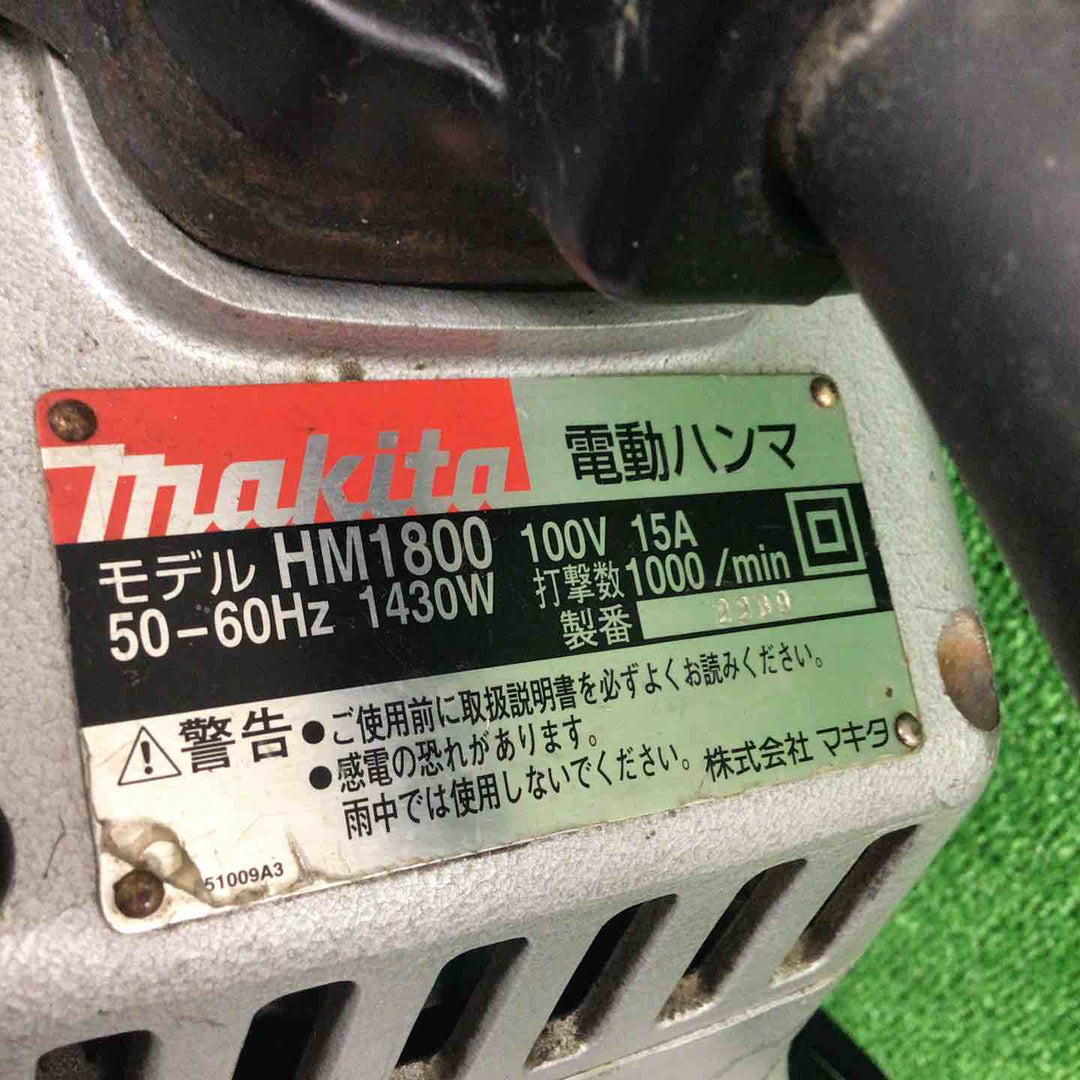 makita
電動ハンマ
モデル HM1800 100V 15A
50-60Hz 1430W 打撃数1000/min
製番 2289
警告 ●ご使用前に取扱説明書を必ずよくお読みください。
●感電の恐れがあります。
雨中では使用しないでください。 株式会社 マキタ
51009A3